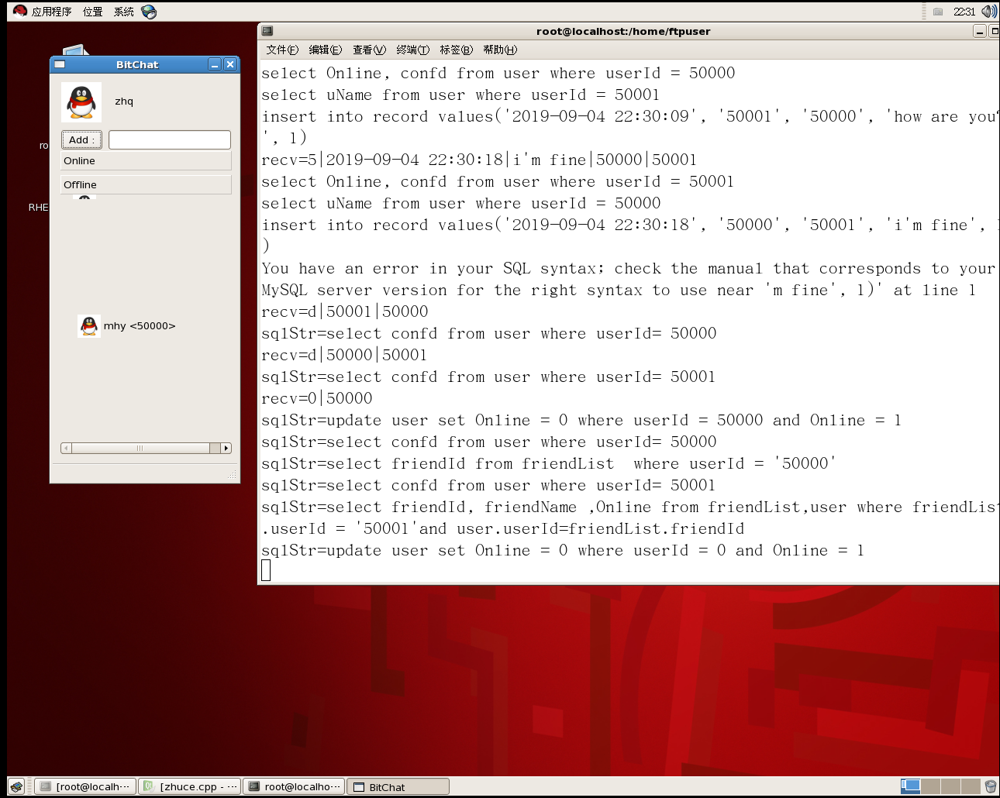 应用程序 位置 系统 22:31
root@localhost:/home/ftpuser
文件(F) 编辑(E) 查看(V) 终端(T) 标签(B) 帮助(H)
select Online, confd from user where userId = 50000
select uName from user where userId = 50001
insert into record values('2019-09-04 22:30:09', '50001', '50000', 'how are you?
', 1)
recv=5|2019-09-04 22:30:18|i'm fine|50000|50001
select Online, confd from user where userId = 50001
select uName from user where userId = 50000
insert into record values('2019-09-04 22:30:18', '50000', '50001', 'i'm fine', 1
)
You have an error in your SQL syntax; check the manual that corresponds to your
MySQL server version for the right syntax to use near 'm fine', 1)' at line 1
recv=d|50001|50000
sqlStr=select confd from user where userId= 50000
recv=d|50000|50001
sqlStr=select confd from user where userId= 50001
recv=0|50000
sqlStr=update user set Online = 0 where userId = 50000 and Online = 1
sqlStr=select confd from user where userId= 50000
sqlStr=select friendId from friendList  where userId = '50000'
sqlStr=select confd from user where userId= 50001
sqlStr=select friendId, friendName ,Online from friendList,user where friendList
.userId = '50001'and user.userId=friendList.friendId
sqlStr=update user set Online = 0 where userId = 0 and Online = 1
BitChat
zhq
Add :
Online
Offline
mhy <50000>
ro
RHE
[root@localh··· [zhuce.cpp - ··· root@localho··· BitChat